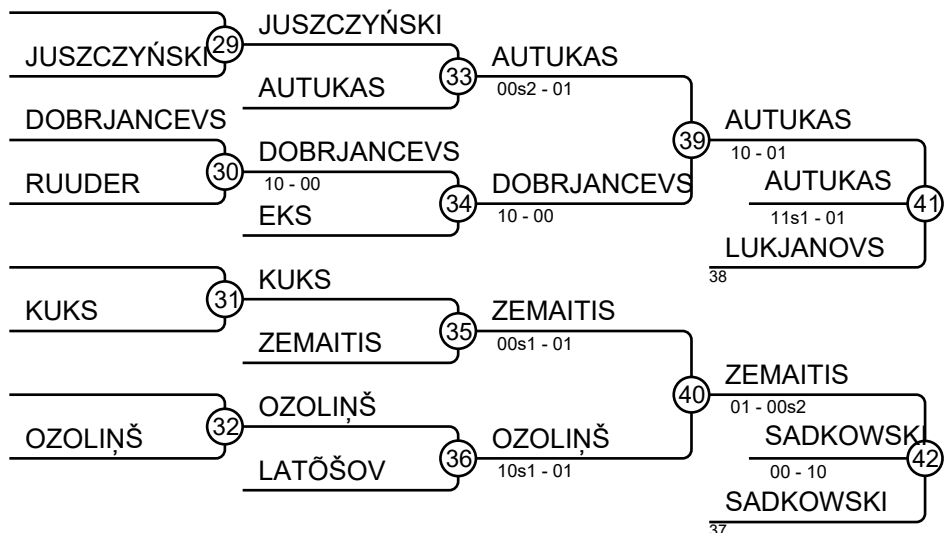 JUSZCZYŃSKI
29
JUSZCZYŃSKI
AUTUKAS
33
AUTUKAS
00s2 - 01
DOBRJANCEVS
RUUDER
30
DOBRJANCEVS
10 - 00
EKS
34
DOBRJANCEVS
10 - 00
39
AUTUKAS
10 - 01
AUTUKAS
11s1 - 01
41
LUKJANOVS
38
KUKS
31
KUKS
ZEMAITIS
35
ZEMAITIS
00s1 - 01
OZOLIŅŠ
32
OZOLIŅŠ
LATÕŠOV
36
OZOLIŅŠ
10s1 - 01
40
ZEMAITIS
01 - 00s2
SADKOWSKI
00 - 10
42
SADKOWSKI
37